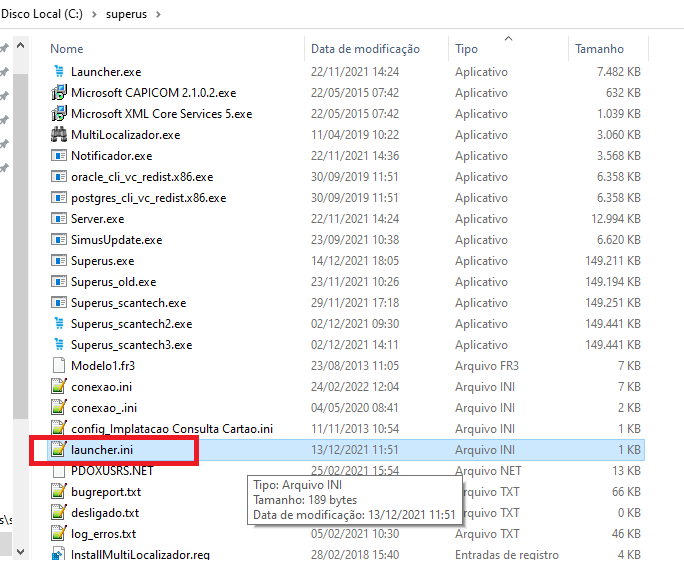 Disco Local (C:) > superus >
Nome Data de modificação Tipo Tamanho
Launcher.exe 22/11/2021 14:24 Aplicativo 7.482 KB
Microsoft CAPICOM 2.1.0.2.exe 22/05/2015 07:42 Aplicativo 632 KB
Microsoft XML Core Services 5.exe 22/05/2015 07:42 Aplicativo 1.039 KB
MultiLocalizador.exe 11/04/2019 10:22 Aplicativo 3.060 KB
Notificador.exe 22/11/2021 14:36 Aplicativo 3.568 KB
oracle_cli_vc_redist.x86.exe 30/09/2019 11:51 Aplicativo 6.358 KB
postgres_cli_vc_redist.x86.exe 30/09/2019 11:51 Aplicativo 6.358 KB
Server.exe 22/11/2021 14:24 Aplicativo 12.994 KB
SimusUpdate.exe 23/09/2021 10:38 Aplicativo 6.620 KB
Superus.exe 14/12/2021 18:05 Aplicativo 149.211 KB
Superus_old.exe 23/11/2021 10:26 Aplicativo 149.194 KB
Superus_scantech.exe 29/11/2021 17:18 Aplicativo 149.251 KB
Superus_scantech2.exe 02/12/2021 09:30 Aplicativo 149.441 KB
Superus_scantech3.exe 02/12/2021 14:11 Aplicativo 149.441 KB
Modelo1.fr3 23/08/2013 11:05 Arquivo FR3 7 KB
conexao.ini 24/02/2022 12:04 Arquivo INI 7 KB
conexao_.ini 04/05/2020 08:41 Arquivo INI 2 KB
config_Implatacao Consulta Cartao.ini 11/11/2013 10:54 Arquivo INI 1 KB
launcher.ini 13/12/2021 11:51 Arquivo INI 1 KB
PDOXUSRS.NET 25/02/2021 15:54 Arquivo NET 13 KB
bugreport.txt Arquivo TXT 66 KB
desligado.txt Arquivo TXT 0 KB
log_erros.txt 05/02/2021 10:30 Arquivo TXT 46 KB
InstallMultiLocalizador.reg 28/02/2018 15:40 Entradas de registro 4 KB
Tipo: Arquivo INI
Tamanho: 189 bytes
Data de modificação: 13/12/2021 11:51